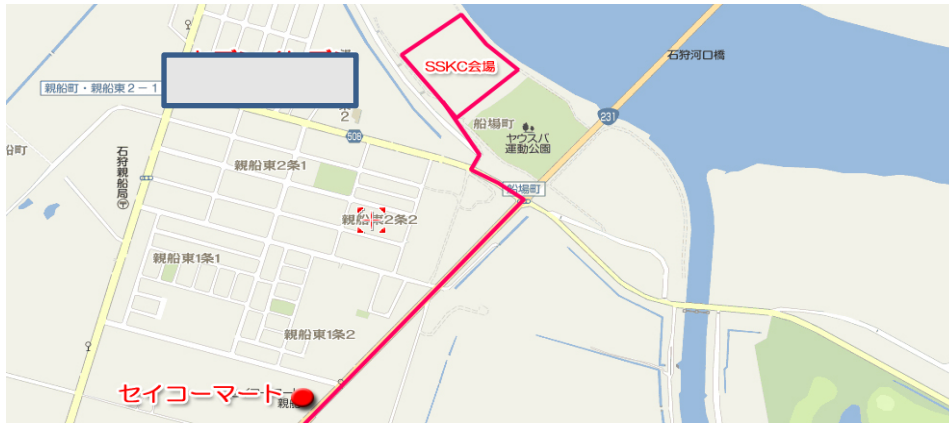 SSKC会場
石狩河口橋
231
親船町・親船東2-1
2
船場町
ヤウスバ
運動公園
508
石狩親船局
親船東2条1
船場町
親船東2条2
親船東1条1
親船東1条2
セイコーマート